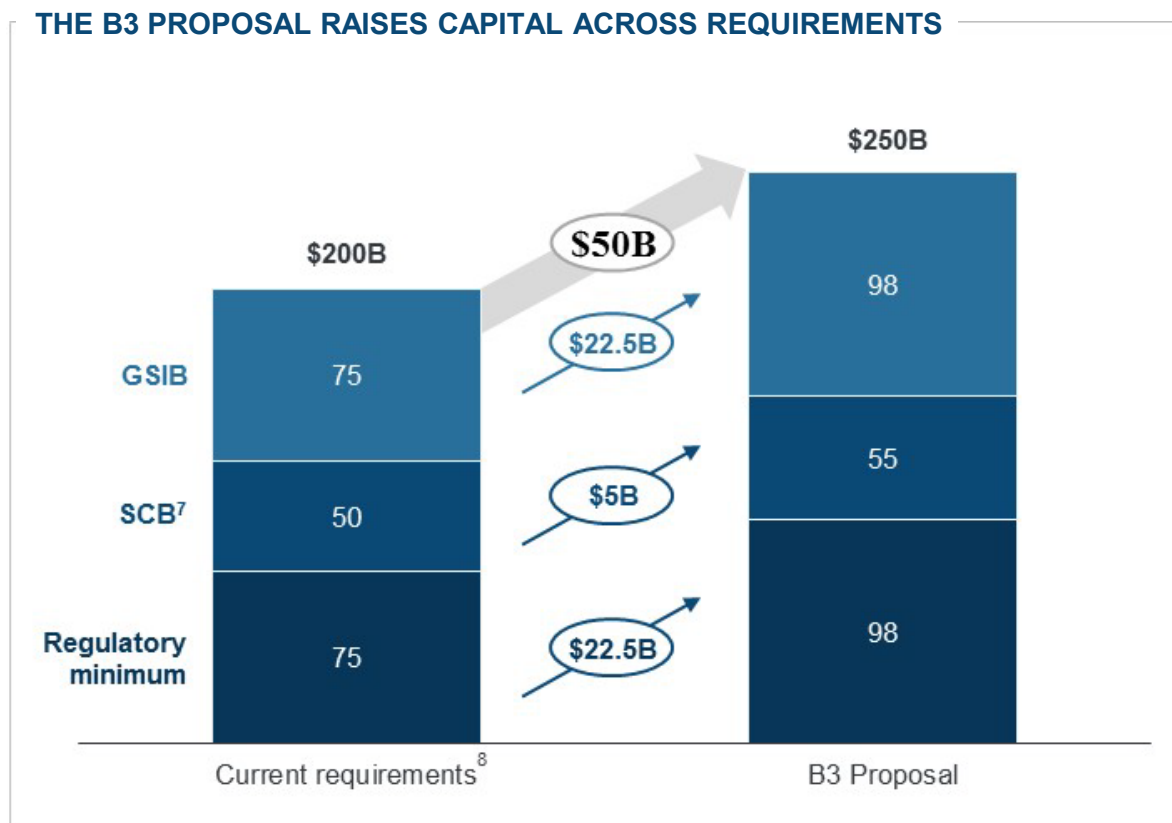 THE B3 PROPOSAL RAISES CAPITAL ACROSS REQUIREMENTS
$250B
$200B
$50B
98
$22.5B
GSIB
75
55
$5B
SCB7
50
98
$22.5B
Regulatory
minimum
75
Current requirements8
B3 Proposal